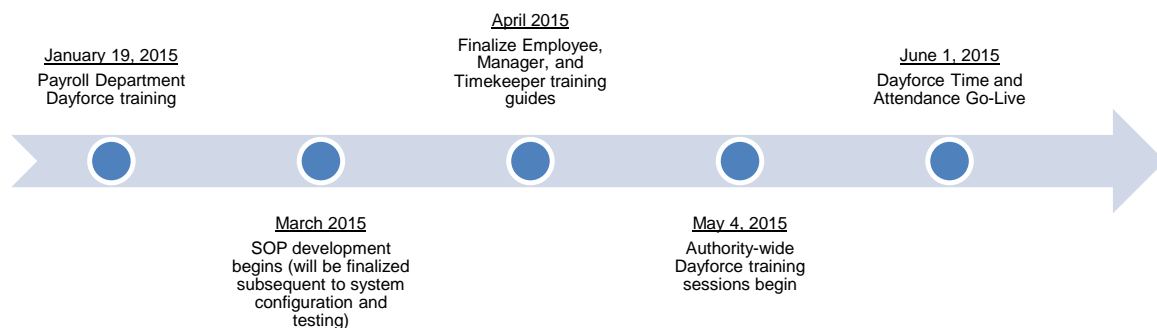 January 19, 2015
Payroll Department
Dayforce training
March 2015
SOP development
begins (will be finalized
subsequent to system
configuration and
testing)
April 2015
Finalize Employee,
Manager, and
Timekeeper training
guides
May 4, 2015
Authority-wide
Dayforce training
sessions begin
June 1, 2015
Dayforce Time and
Attendance Go-Live